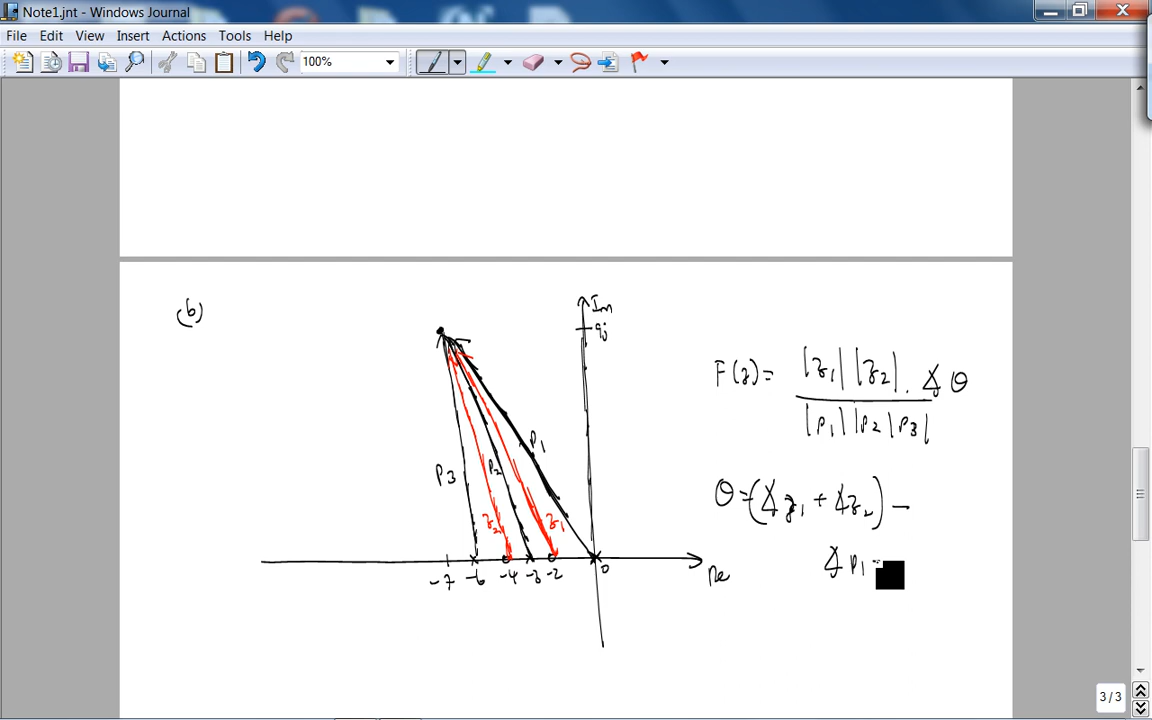 Note1.jnt - Windows Journal
File Edit View Insert Actions Tools Help
100%
(b)
Im
9j
P1
P2
P3
z2
z1
-7 -6 -4 -3 -2 0
Re
F(z) = |z1| |z2| . ∡ θ
|P1| |P2| |P3|
θ = (∡z1 + ∡z2) -
∡ P1
3 / 3